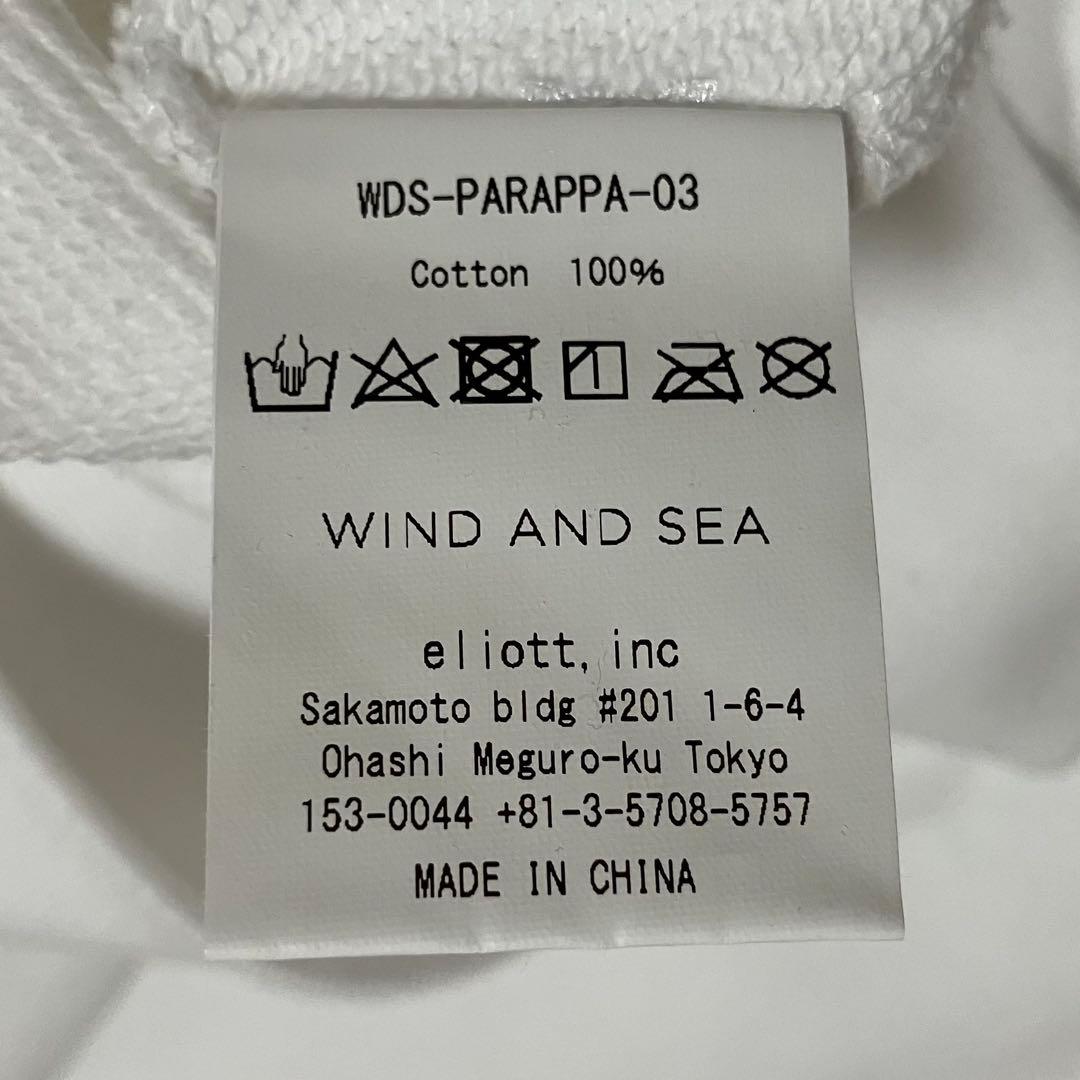 WDS-PARAPPA-03
Cotton 100%
WIND AND SEA
eliott, inc
Sakamoto bldg #201 1-6-4
Ohashi Meguro-ku Tokyo
153-0044 +81-3-5708-5757
MADE IN CHINA